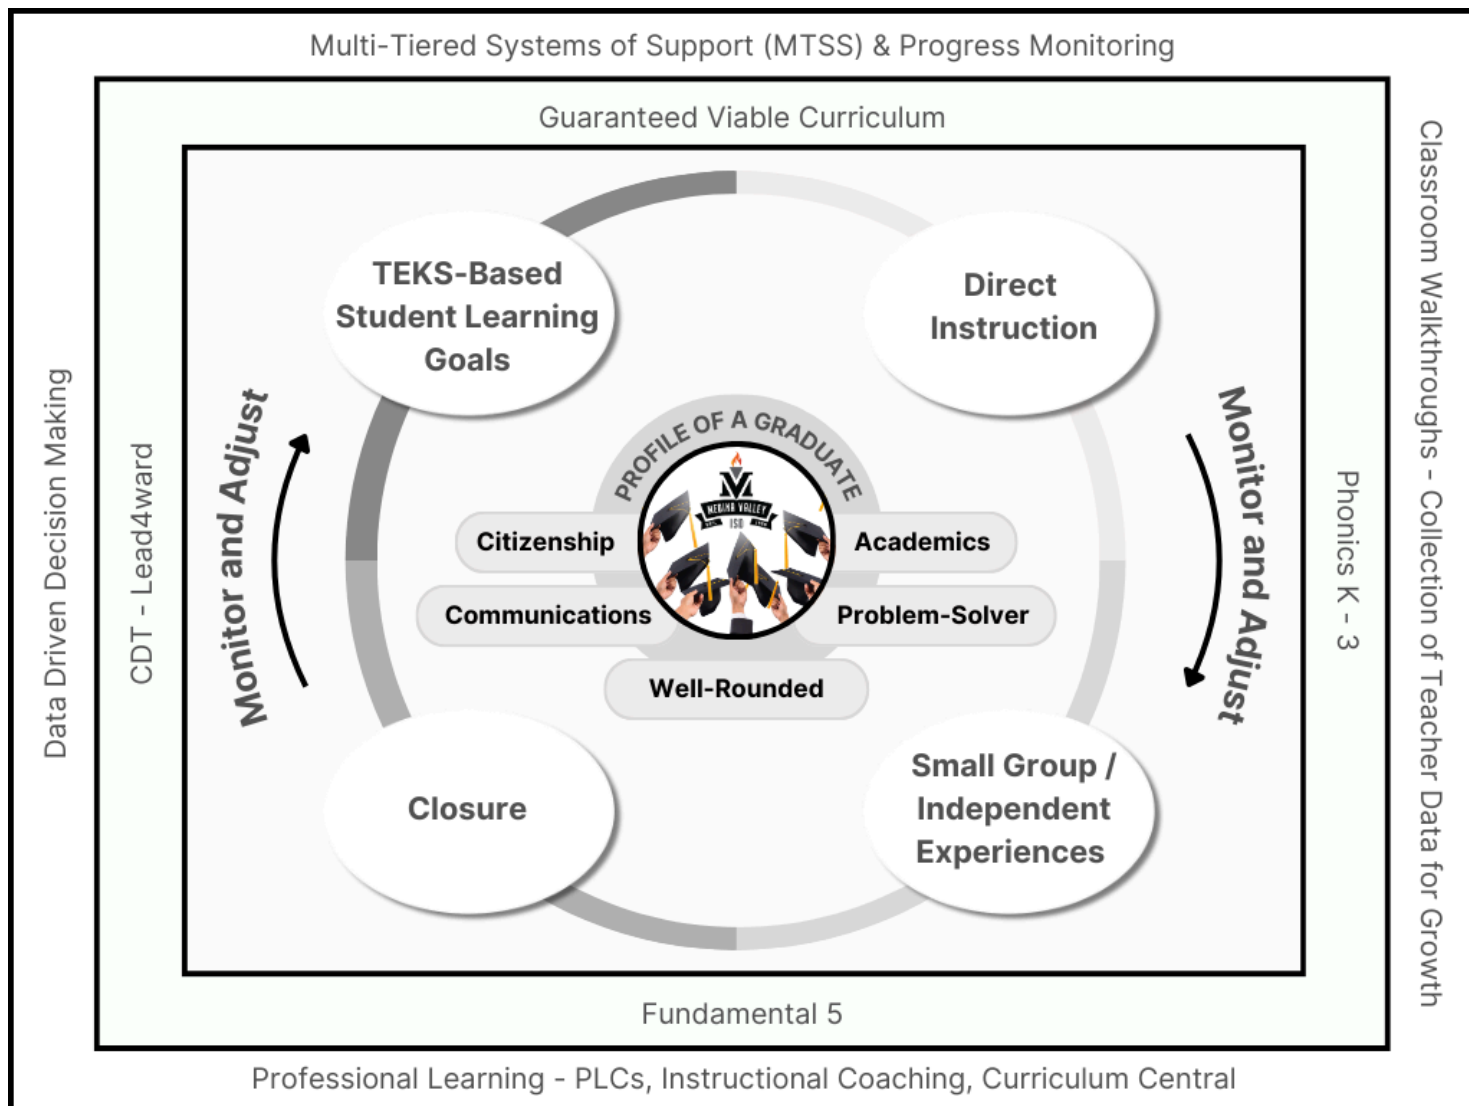 Multi-Tiered Systems of Support (MTSS) & Progress Monitoring
Guaranteed Viable Curriculum
Data Driven Decision Making
CDT - Lead4ward
Monitor and Adjust
TEKS-Based
Student Learning
Goals
Direct
Instruction
PROFILE OF A GRADUATE
MEDINA VALLEY
ISD
Citizenship
Academics
Communications
Problem-Solver
Well-Rounded
Closure
Small Group /
Independent
Experiences
Monitor and Adjust
Phonics K - 3
Classroom Walkthroughs - Collection of Teacher Data for Growth
Fundamental 5
Professional Learning - PLCs, Instructional Coaching, Curriculum Central